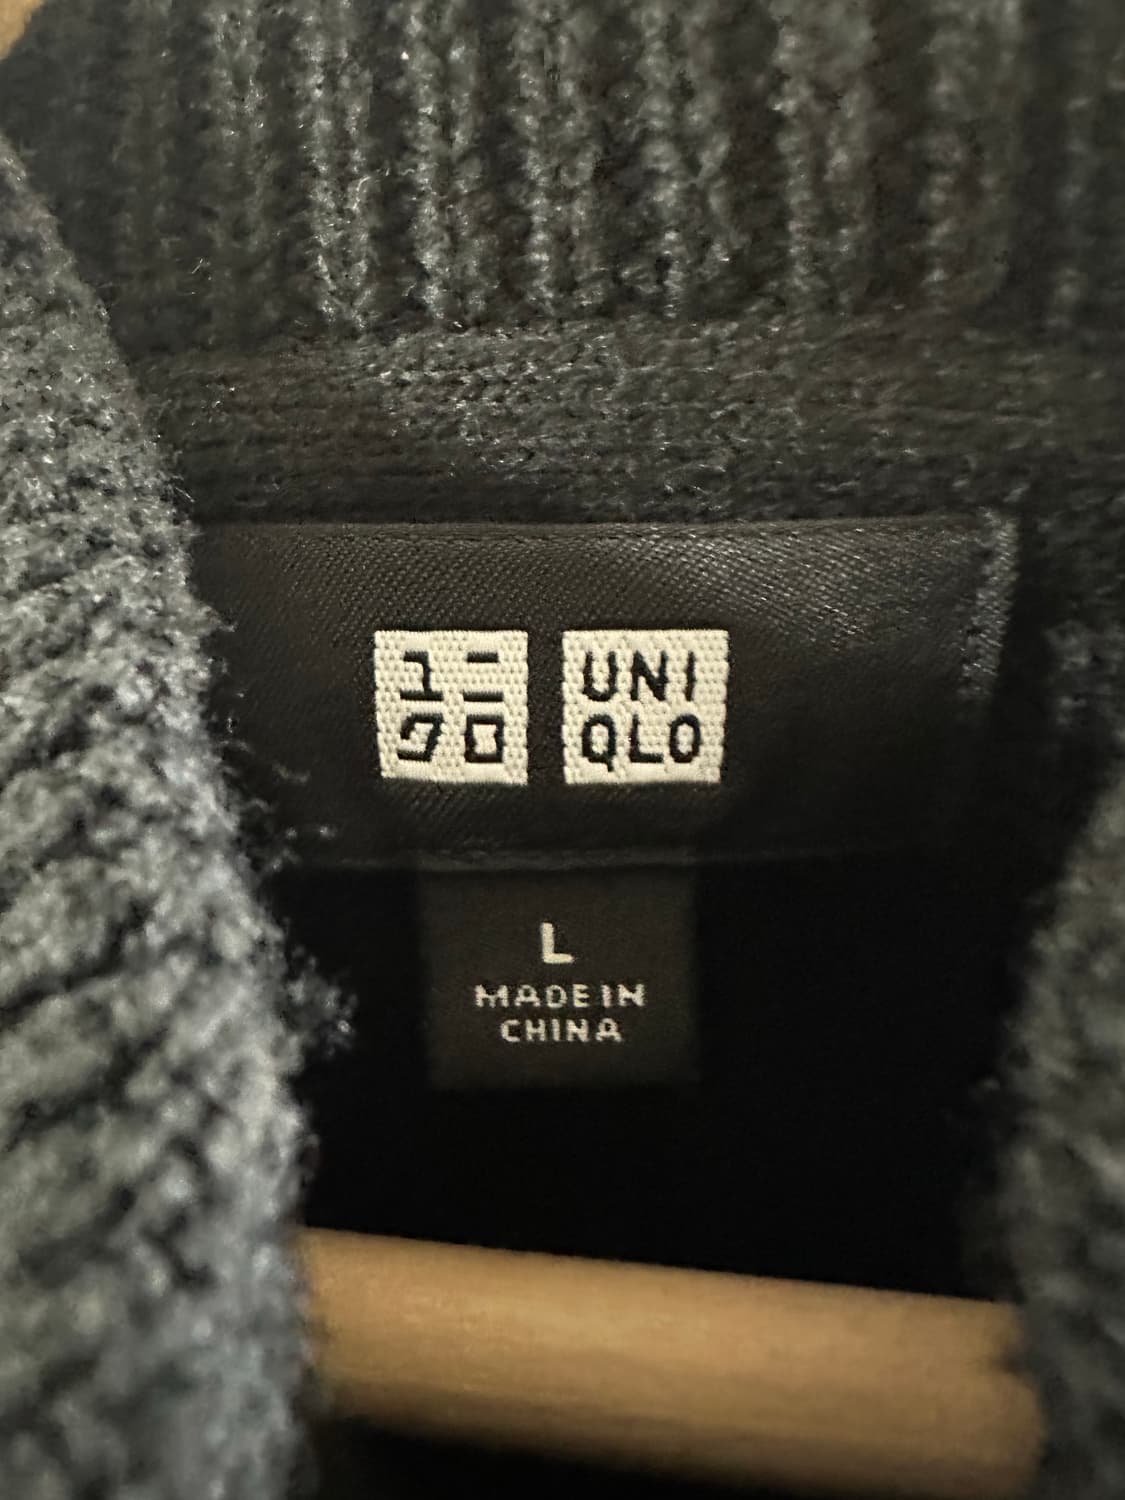 ユニ
クロ
UNI
QLO
L
MADE IN
CHINA